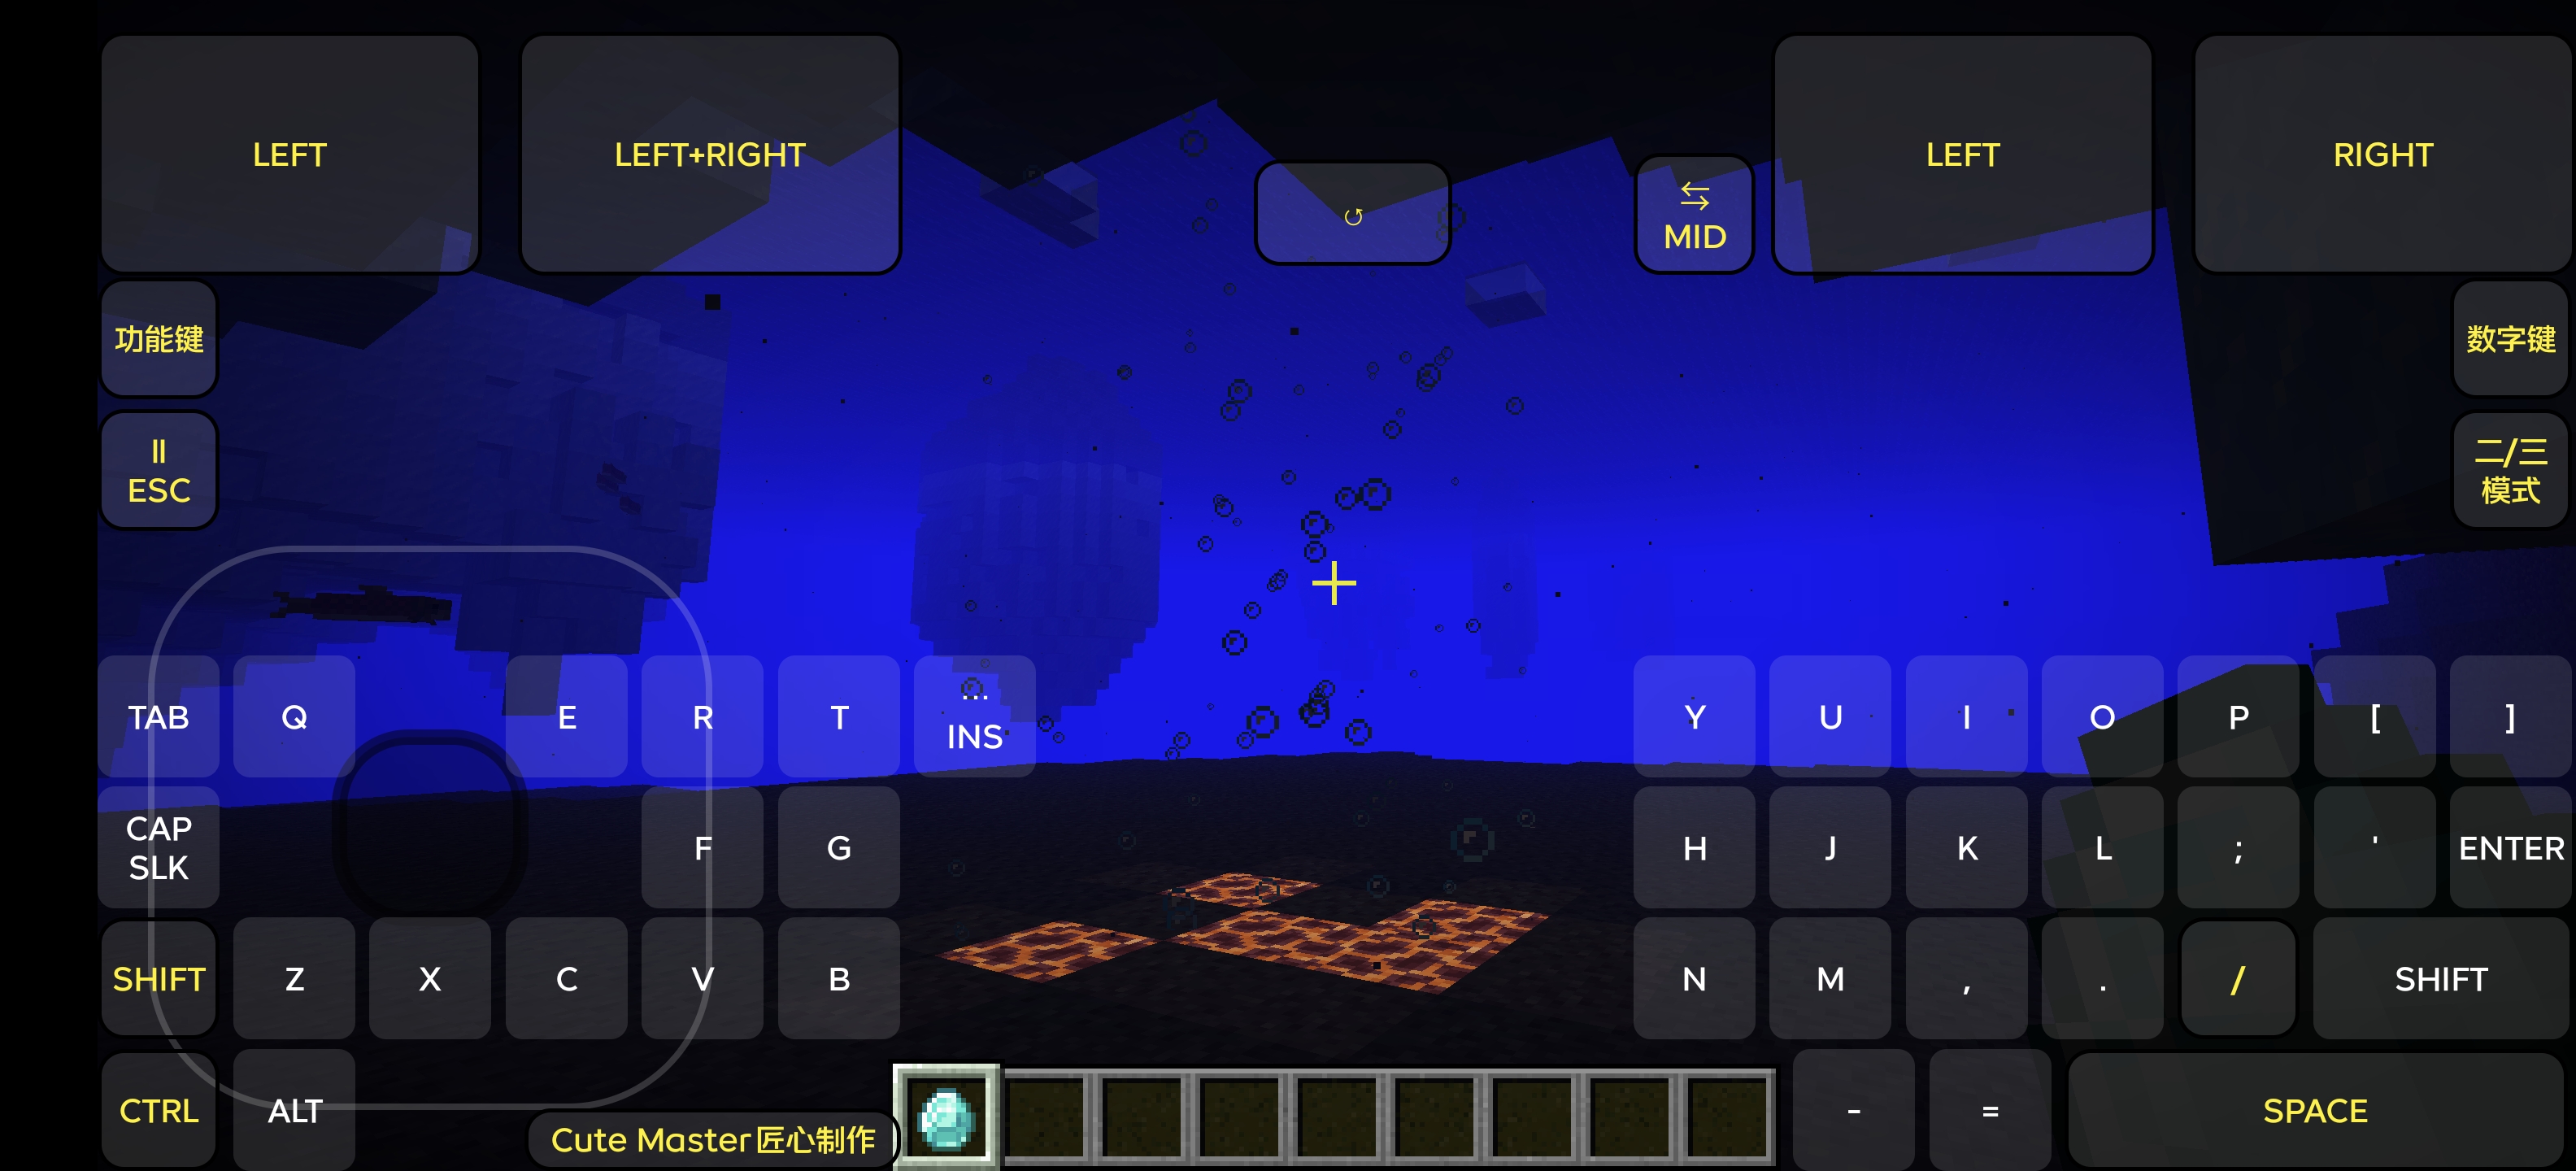 LEFT
LEFT+RIGHT
↺
⇆
MID
LEFT
RIGHT
功能键
数字键
II
ESC
二/三
模式
TAB
Q
E
R
T
...
INS
Y
U
I
O
P
[
]
CAP
SLK
F
G
H
J
K
L
;
'
ENTER
SHIFT
Z
X
C
V
B
N
M
,
.
/
SHIFT
CTRL
ALT
Cute Master匠心制作
-
=
SPACE